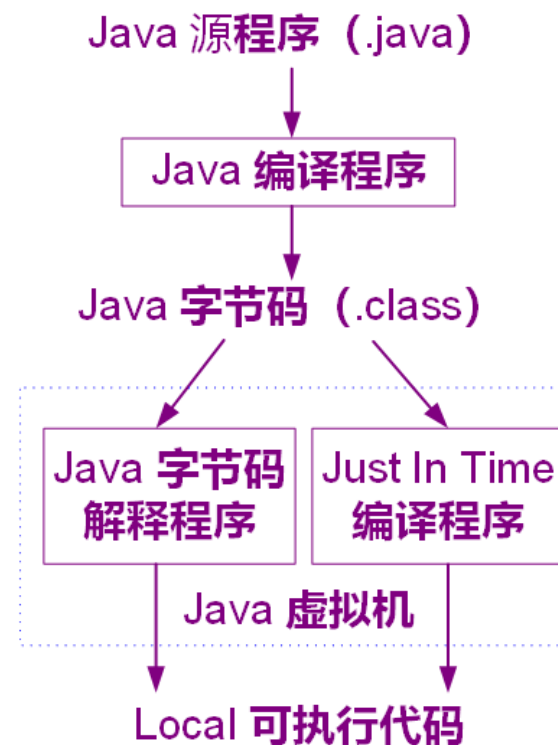 Java 源程序（.java）
Java 编译程序
Java 字节码（.class）
Java 字节码
解释程序
Just In Time
编译程序
Java 虚拟机
Local 可执行代码